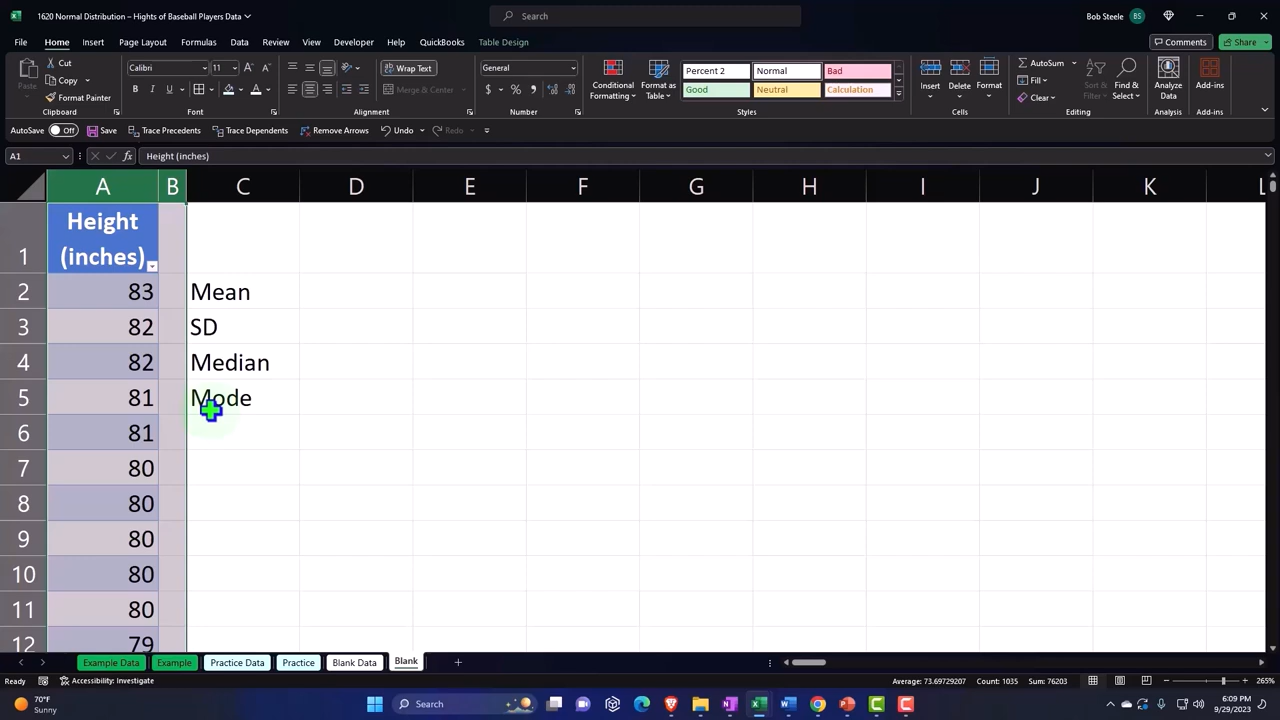 1620 Normal Distribution – Hights of Baseball Players Data
Search
Bob Steele
BS
File
Home
Insert
Page Layout
Formulas
Data
Review
View
Developer
Help
QuickBooks
Table Design
Comments
Share
Paste
Cut
Copy
Format Painter
Clipboard
Calibri
11
Font
Wrap Text
Merge & Center
Alignment
General
Number
Conditional Formatting
Format as Table
Percent 2
Normal
Bad
Good
Neutral
Calculation
Styles
Insert
Delete
Format
Cells
AutoSum
Fill
Clear
Sort & Filter
Find & Select
Editing
Analyze Data
Analysis
Add-ins
Add-ins
AutoSave
Off
Save
Trace Precedents
Trace Dependents
Remove Arrows
Undo
Redo
A1
fx
Height (inches)
A B C D E F G H I J K L
1 Height (inches)
2 83 Mean
3 82 SD
4 82 Median
5 81 Mode
6 81
7 80
8 80
9 80
10 80
11 80
12 79
Example Data
Example
Practice Data
Practice
Blank Data
Blank
Ready
Accessibility: Investigate
Average: 73.69729207
Count: 1035
Sum: 76203
265%
70°F
Sunny
Search
6:09 PM
9/29/2023